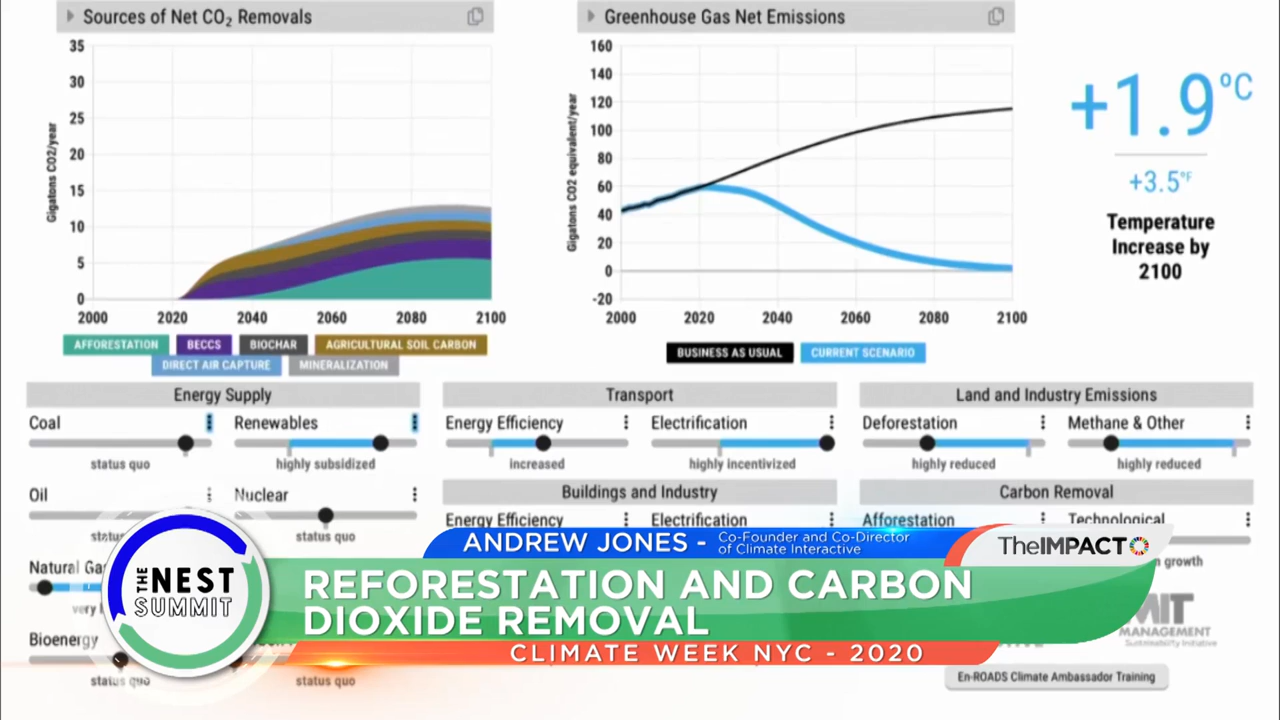 Sources of Net CO₂ Removals
Greenhouse Gas Net Emissions
35
30
25
20
15
10
5
0
Gigatons CO2/year
2000 2020 2040 2060 2080 2100
AFFORESTATION BECCS BIOCHAR AGRICULTURAL SOIL CARBON
DIRECT AIR CAPTURE MINERALIZATION
160
140
120
100
80
60
40
20
0
-20
Gigatons CO2 equivalent/year
2000 2020 2040 2060 2080 2100
BUSINESS AS USUAL CURRENT SCENARIO
+1.9°C
+3.5°F
Temperature
Increase by
2100
Energy Supply
Coal Renewables
status quo highly subsidized
Oil Nuclear
status quo
Natural Gas
very
Bioenergy
status quo status quo
Transport
Energy Efficiency Electrification
increased highly incentivized
Buildings and Industry
Energy Efficiency Electrification
Land and Industry Emissions
Deforestation Methane & Other
highly reduced highly reduced
Carbon Removal
Afforestation Technological
growth
MIT
MANAGEMENT
Sustainability Initiative
En-ROADS Climate Ambassador Training
THE NEST
SUMMIT
ANDREW JONES - Co-Founder and Co-Director
of Climate Interactive
TheIMPACT
REFORESTATION AND CARBON
DIOXIDE REMOVAL
CLIMATE WEEK NYC - 2020